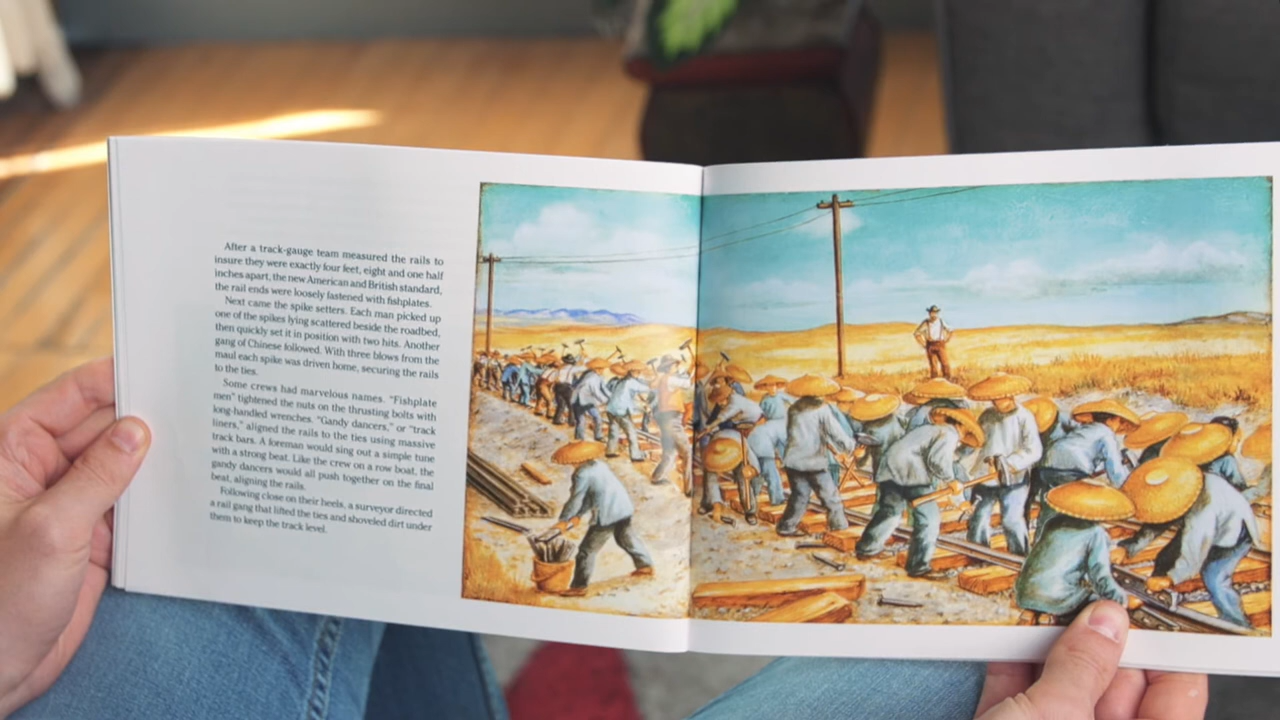 After a track-gauge team measured the rails to
insure they were exactly four feet, eight and one half
inches apart, the new American and British standard,
the rail ends were loosely fastened with fishplates.
Next came the spike setters. Each man picked up
one of the spikes lying scattered beside the roadbed,
then quickly set it in position with two hits. Another
gang of Chinese followed. With three blows from the
maul each spike was driven home, securing the rails
to the ties.
Some crews had marvelous names. "Fishplate
men" tightened the nuts on the thrusting bolts with
long-handled wrenches. "Gandy dancers," or "track
liners," aligned the rails to the ties using massive
track bars. A foreman would sing out a simple tune
with a strong beat. Like the crew on a row boat, the
gandy dancers would all push together on the final
beat, aligning the rails.
Following close on their heels, a surveyor directed
a rail gang that lifted the ties and shoveled dirt under
them to keep the track level.